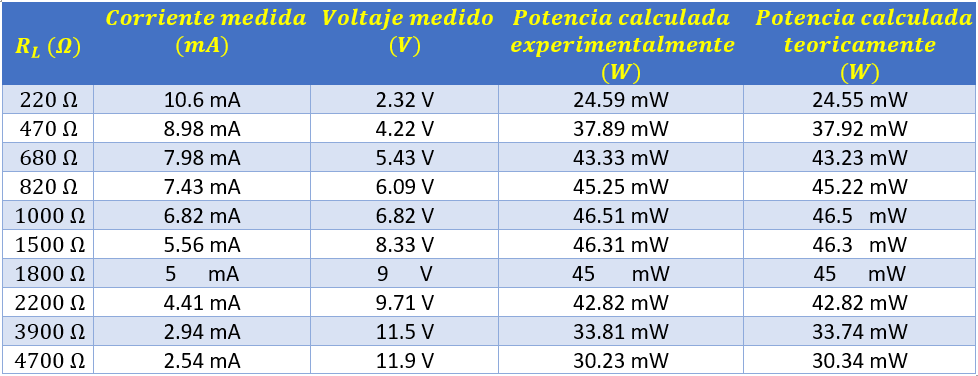 R_L (Ω) Corriente medida (mA) Voltaje medido (V) Potencia calculada experimentalmente (W) Potencia calculada teoricamente (W)
220 Ω 10.6 mA 2.32 V 24.59 mW 24.55 mW
470 Ω 8.98 mA 4.22 V 37.89 mW 37.92 mW
680 Ω 7.98 mA 5.43 V 43.33 mW 43.23 mW
820 Ω 7.43 mA 6.09 V 45.25 mW 45.22 mW
1000 Ω 6.82 mA 6.82 V 46.51 mW 46.5 mW
1500 Ω 5.56 mA 8.33 V 46.31 mW 46.3 mW
1800 Ω 5 mA 9 V 45 mW 45 mW
2200 Ω 4.41 mA 9.71 V 42.82 mW 42.82 mW
3900 Ω 2.94 mA 11.5 V 33.81 mW 33.74 mW
4700 Ω 2.54 mA 11.9 V 30.23 mW 30.34 mW